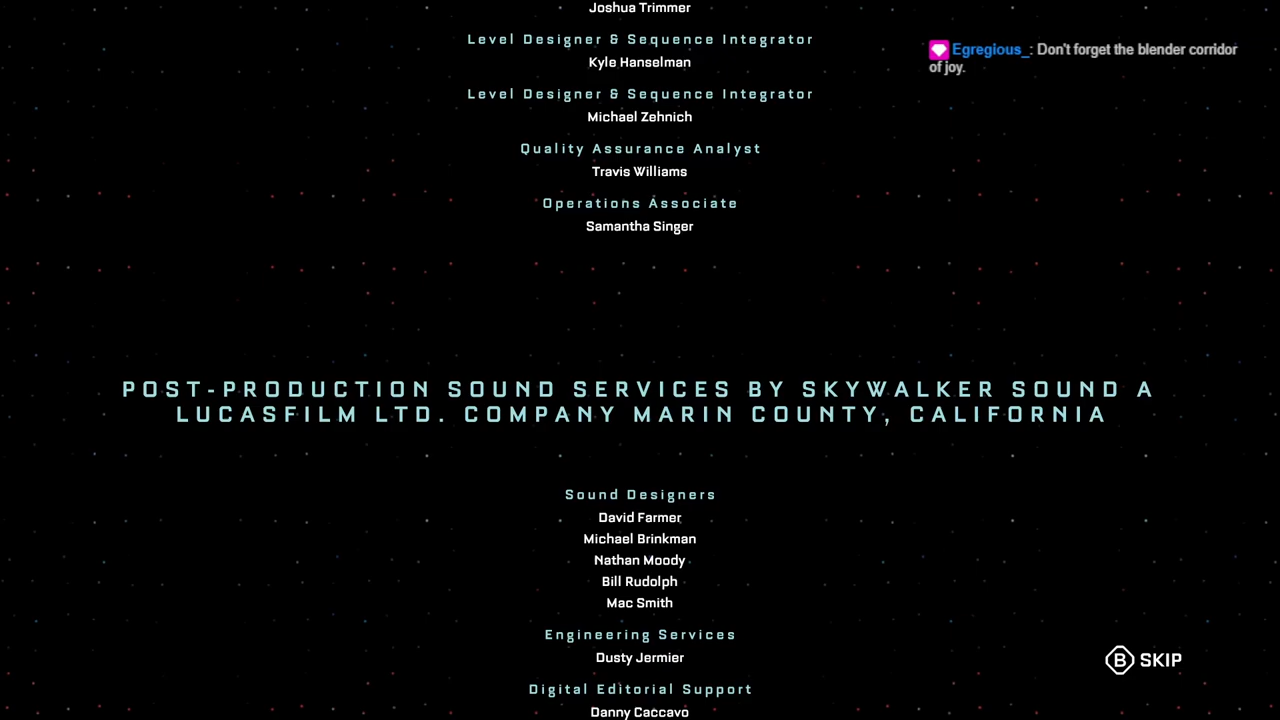 Joshua Trimmer
Level Designer & Sequence Integrator
Kyle Hanselman
Level Designer & Sequence Integrator
Michael Zehnich
Quality Assurance Analyst
Travis Williams
Operations Associate
Samantha Singer
Egregious_: Don't forget the blender corridor
of joy.
POST-PRODUCTION SOUND SERVICES BY SKYWALKER SOUND A
LUCASFILM LTD. COMPANY MARIN COUNTY, CALIFORNIA
Sound Designers
David Farmer
Michael Brinkman
Nathan Moody
Bill Rudolph
Mac Smith
Engineering Services
Dusty Jermier
Digital Editorial Support
Danny Caccavo
B SKIP